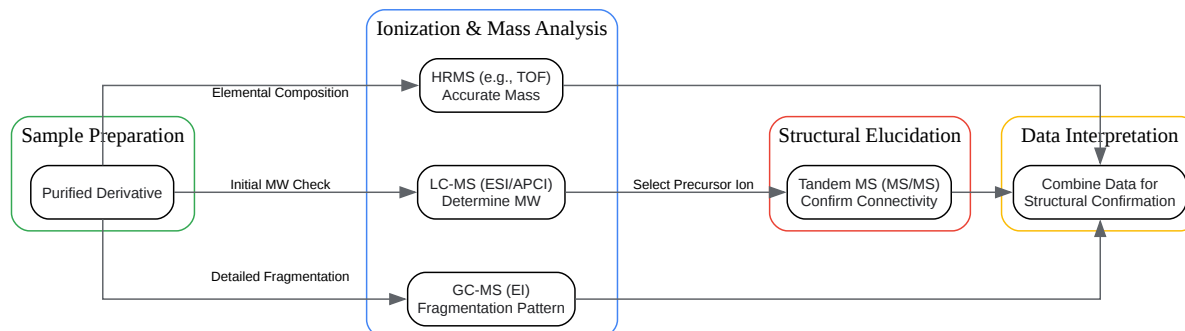 Ionization & Mass Analysis
HRMS (e.g., TOF)
Accurate Mass
Elemental Composition
Sample Preparation
Structural Elucidation
Data Interpretation
Purified Derivative
Initial MW Check
LC-MS (ESI/APCI)
Determine MW
Select Precursor Ion
Tandem MS (MS/MS)
Confirm Connectivity
Combine Data for
Structural Confirmation
Detailed Fragmentation
GC-MS (EI)
Fragmentation Pattern